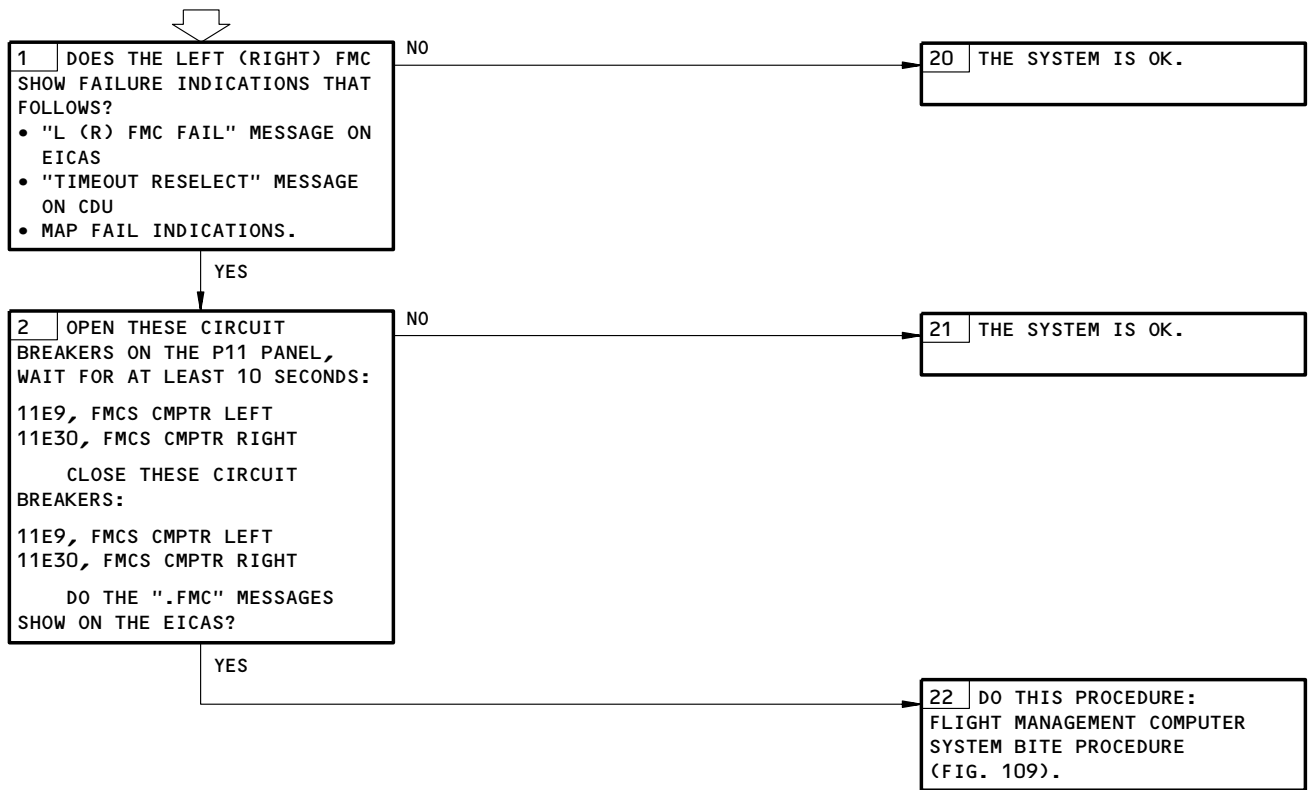 1 DOES THE LEFT (RIGHT) FMC
SHOW FAILURE INDICATIONS THAT
FOLLOWS?
• "L (R) FMC FAIL" MESSAGE ON
EICAS
• "TIMEOUT RESELECT" MESSAGE
ON CDU
• MAP FAIL INDICATIONS.
NO
20 THE SYSTEM IS OK.
YES
2 OPEN THESE CIRCUIT
BREAKERS ON THE P11 PANEL,
WAIT FOR AT LEAST 10 SECONDS:
11E9, FMCS CMPTR LEFT
11E30, FMCS CMPTR RIGHT
CLOSE THESE CIRCUIT
BREAKERS:
11E9, FMCS CMPTR LEFT
11E30, FMCS CMPTR RIGHT
DO THE ".FMC" MESSAGES
SHOW ON THE EICAS?
NO
21 THE SYSTEM IS OK.
YES
22 DO THIS PROCEDURE:
FLIGHT MANAGEMENT COMPUTER
SYSTEM BITE PROCEDURE
(FIG. 109).